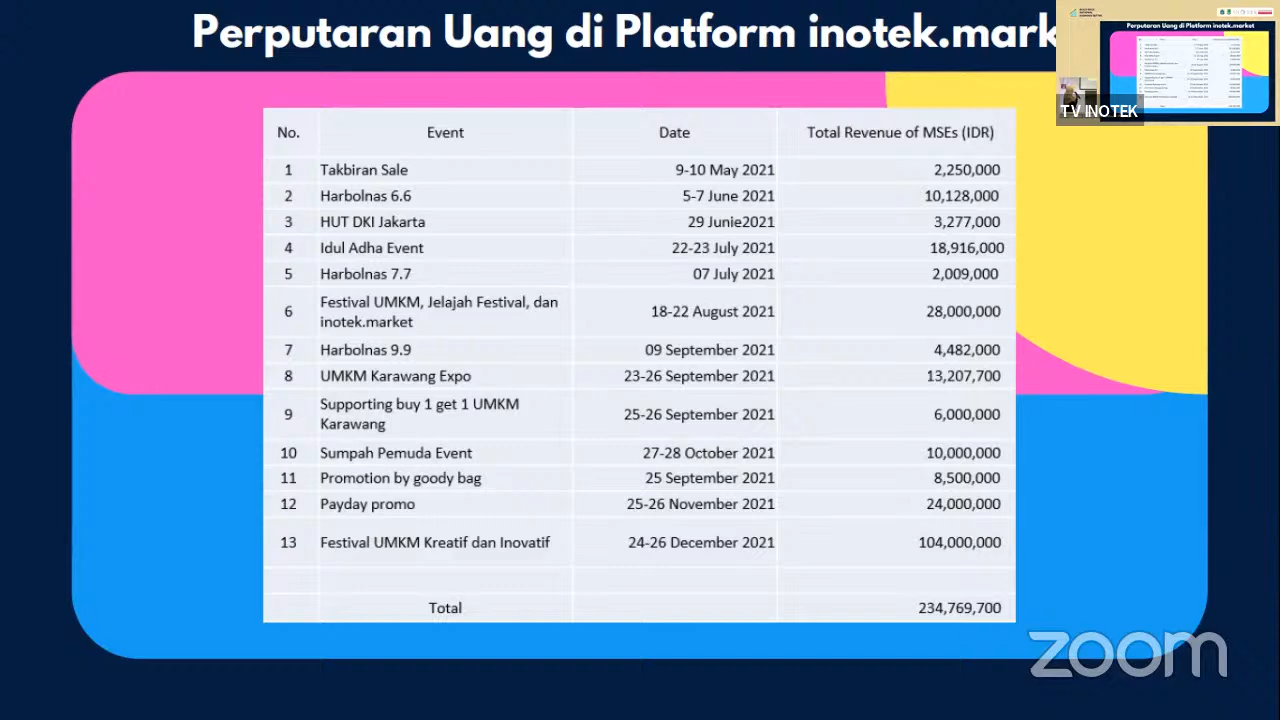 Perputaran Uang di Platform inotek.mark
Perputaran Uang di Platform inotek.market
TV INOTEK
No. Event Date Total Revenue of MSEs (IDR)
1 Takbiran Sale 9-10 May 2021 2,250,000
2 Harbolnas 6.6 5-7 June 2021 10,128,000
3 HUT DKI Jakarta 29 Junie2021 3,277,000
4 Idul Adha Event 22-23 July 2021 18,916,000
5 Harbolnas 7.7 07 July 2021 2,009,000
6 Festival UMKM, Jelajah Festival, dan
inotek.market 18-22 August 2021 28,000,000
7 Harbolnas 9.9 09 September 2021 4,482,000
8 UMKM Karawang Expo 23-26 September 2021 13,207,700
9 Supporting buy 1 get 1 UMKM
Karawang 25-26 September 2021 6,000,000
10 Sumpah Pemuda Event 27-28 October 2021 10,000,000
11 Promotion by goody bag 25 September 2021 8,500,000
12 Payday promo 25-26 November 2021 24,000,000
13 Festival UMKM Kreatif dan Inovatif 24-26 December 2021 104,000,000
Total 234,769,700
zoom